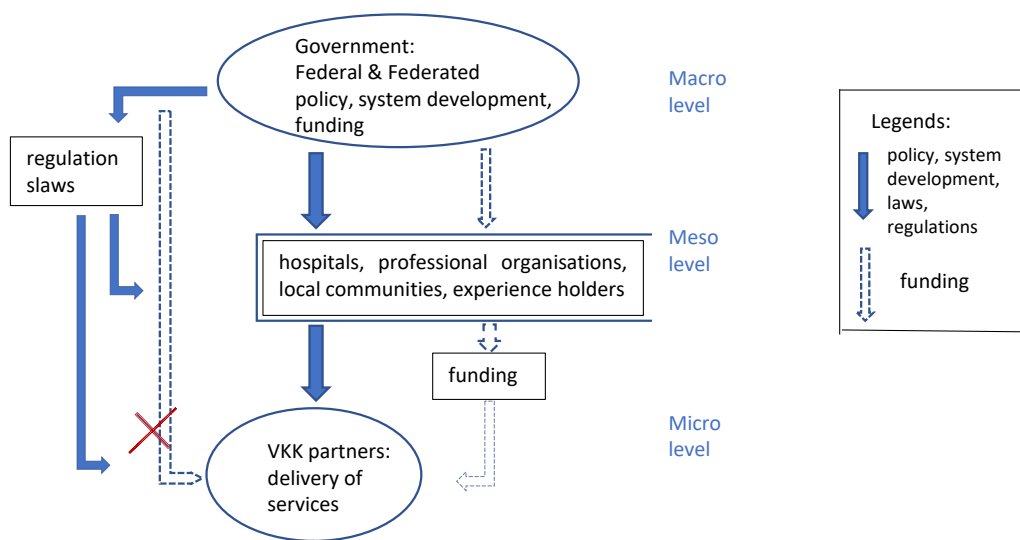 Government:
Federal & Federated
policy, system development,
funding
Macro
level
regulation
slaws
Legends:
policy, system
development,
laws,
regulations
funding
hospitals, professional organisations,
local communities, experience holders
Meso
level
funding
VKK partners:
delivery of
services
Micro
level